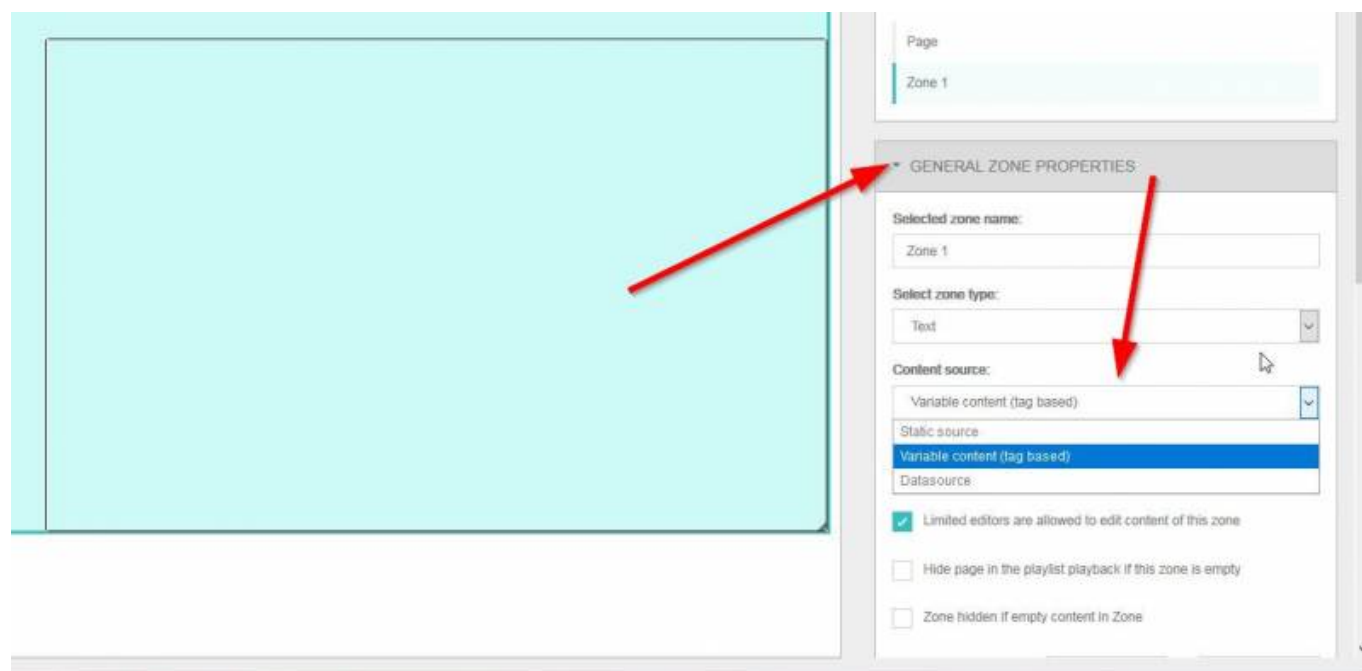 Page
Zone 1
GENERAL ZONE PROPERTIES
Selected zone name:
Zone 1
Select zone type:
Text
Content source:
Variable content (tag based)
Static source
Variable content (tag based)
Datasource
Limited editors are allowed to edit content of this zone
Hide page in the playlist playback if this zone is empty
Zone hidden if empty content in Zone